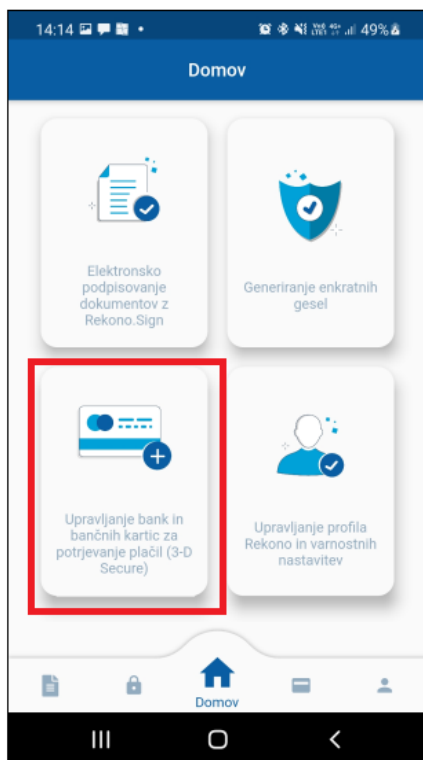 14:14
49%
Domov
Elektronsko
podpisovanje
dokumentov z
Rekono.Sign
Generiranje enkratnih
gesel
Upravljanje bank in
bančnih kartic za
potrjevanje plačil (3-D
Secure)
Upravljanje profila
Rekono in varnostnih
nastavitev
Domov